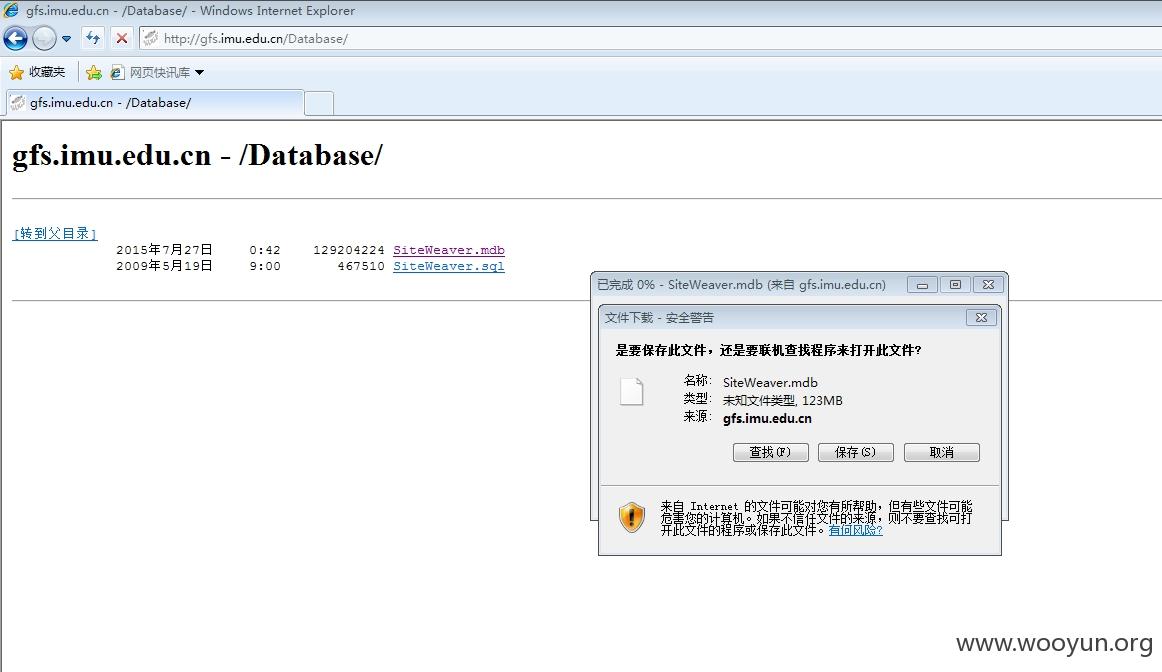 gfs.imu.edu.cn - /Database/ - Windows Internet Explorer
http://gfs.imu.edu.cn/Database/
收藏夹 网页快讯库
gfs.imu.edu.cn - /Database/
gfs.imu.edu.cn - /Database/
[转到父目录]
2015年7月27日 0:42 129204224 SiteWeaver.mdb
2009年5月19日 9:00 467510 SiteWeaver.sql
已完成 0% - SiteWeaver.mdb (来自 gfs.imu.edu.cn)
文件下载 - 安全警告
是要保存此文件，还是要联机查找程序来打开此文件?
名称: SiteWeaver.mdb
类型: 未知文件类型, 123MB
来源: gfs.imu.edu.cn
查找(F) 保存(S) 取消
来自 Internet 的文件可能对您有所帮助，但有些文件可能
危害您的计算机。如果不信任文件的来源，则不要查找可打
开此文件的程序或保存此文件。有何风险?
www.wooyun.org